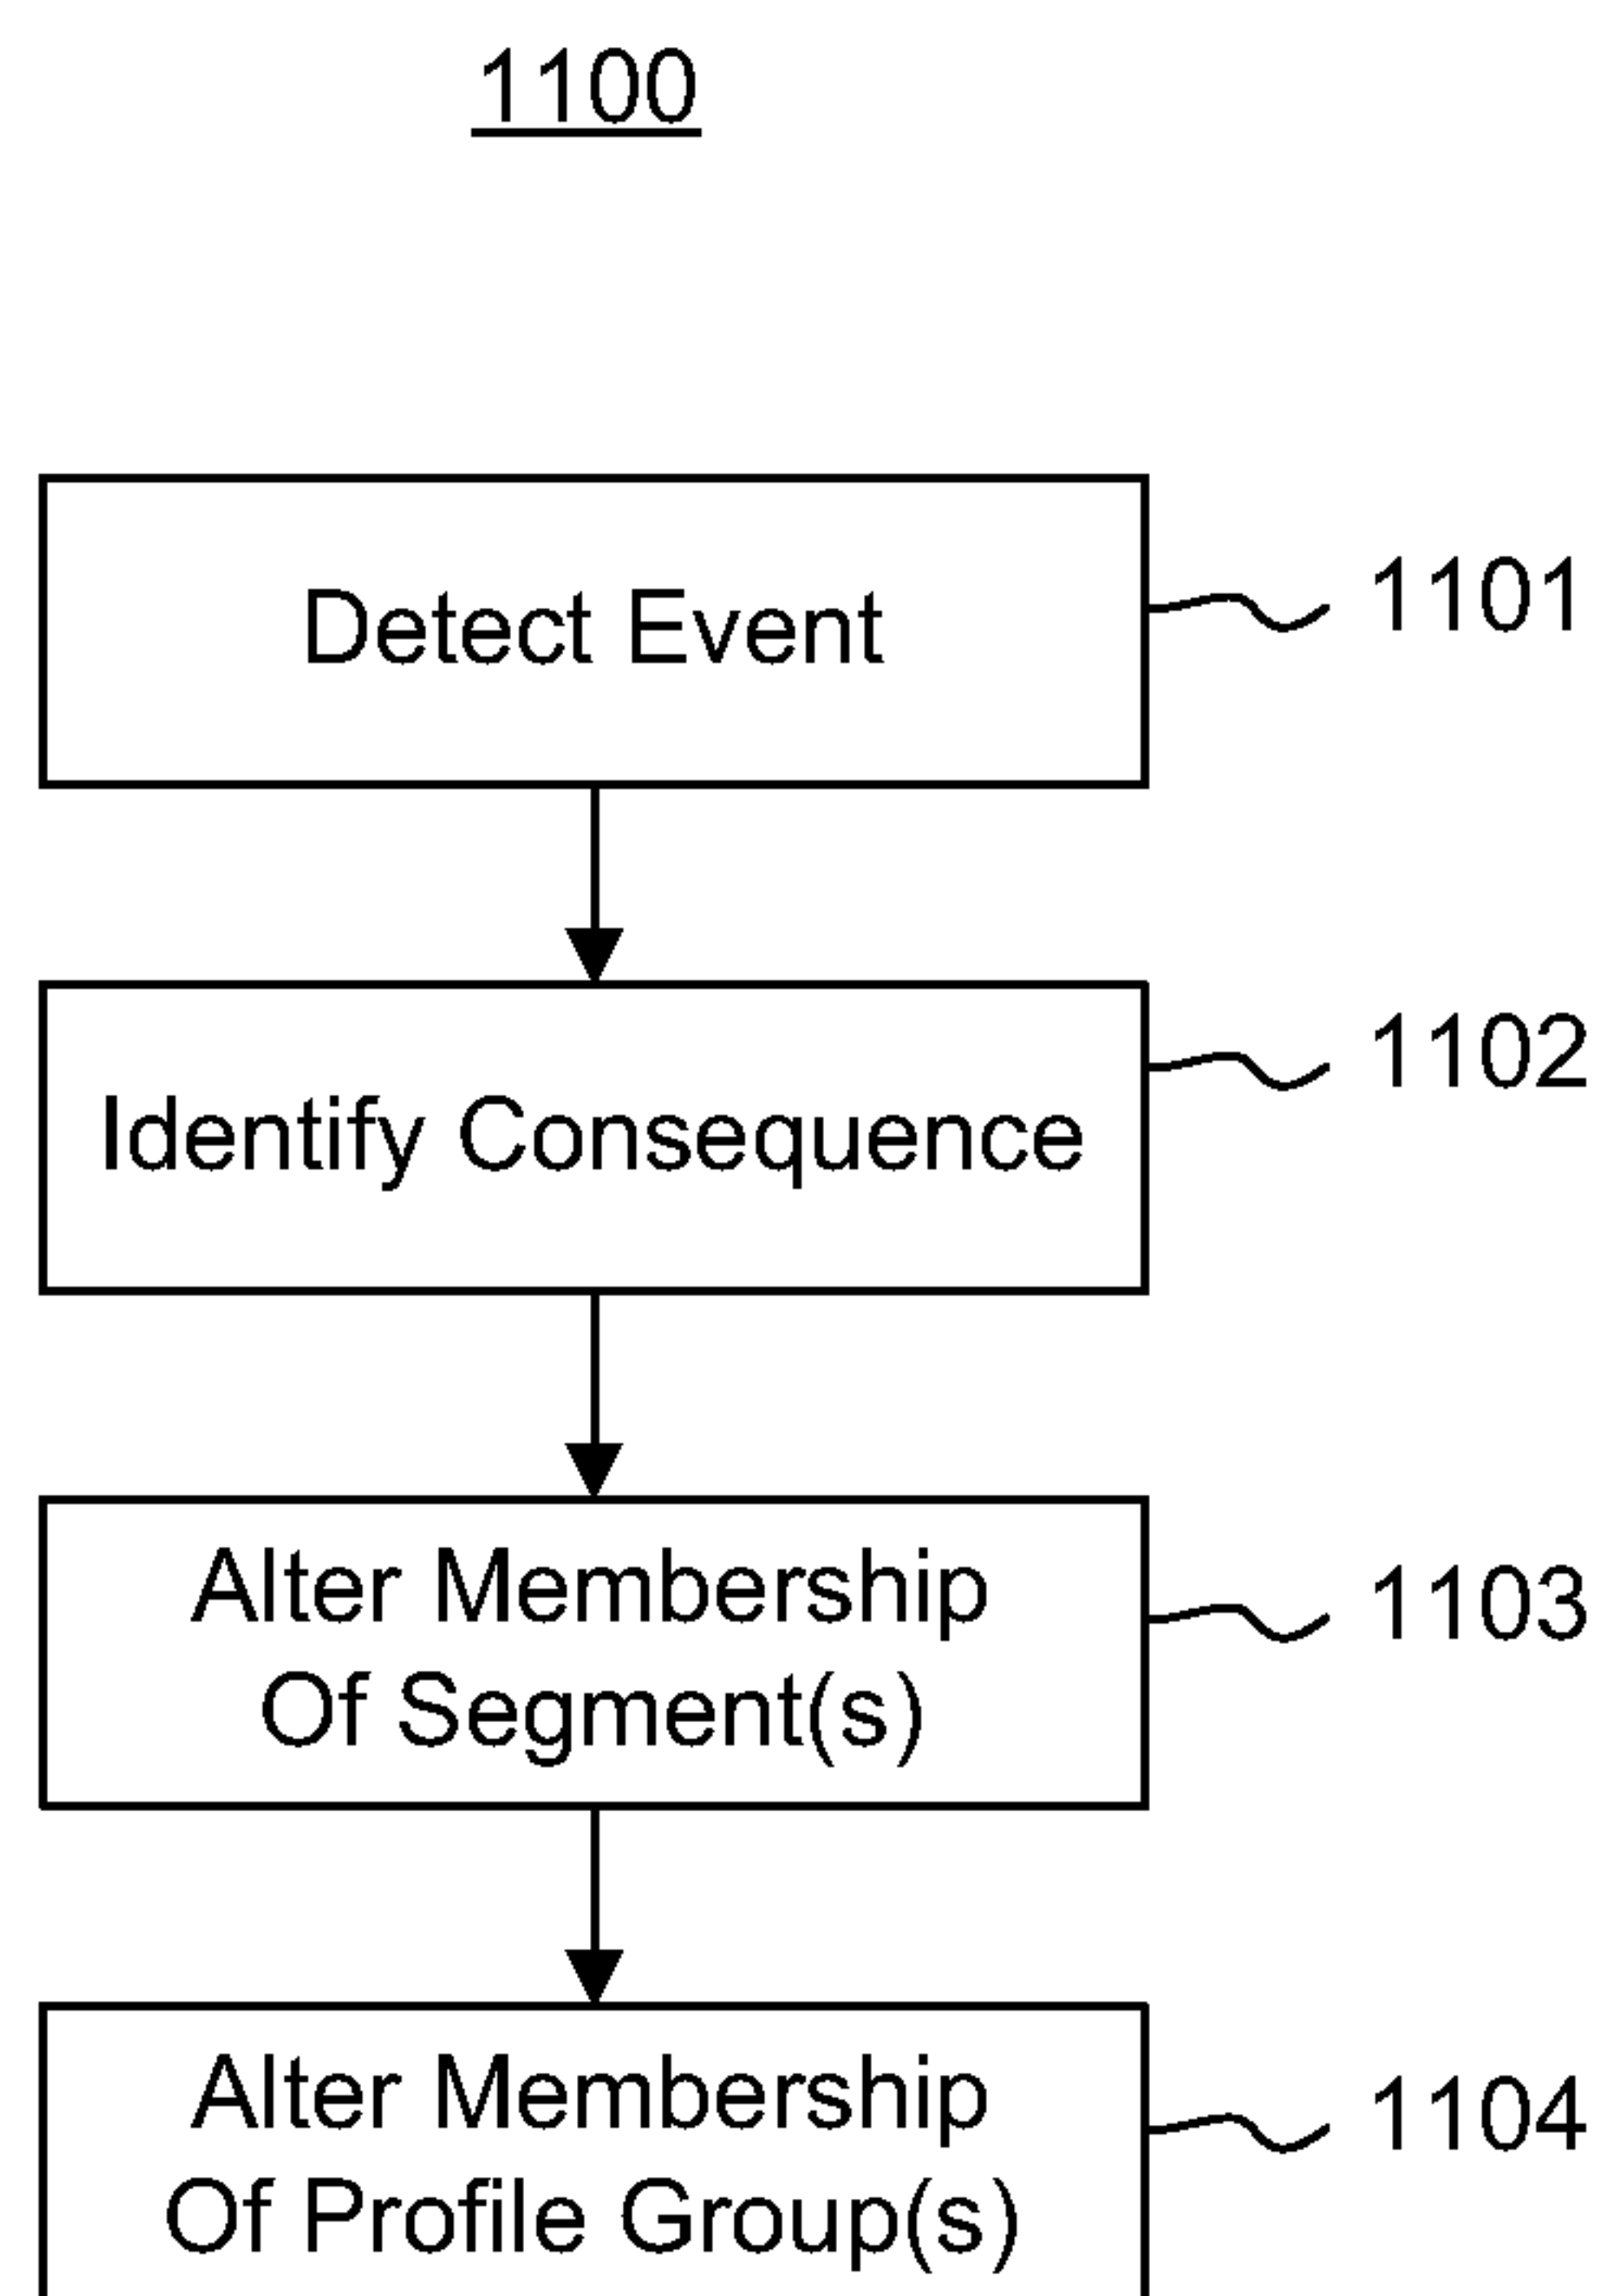 1100
Detect Event
1101
Identify Consequence
1102
Alter Membership
Of Segment(s)
1103
Alter Membership
Of Profile Group(s)
1104